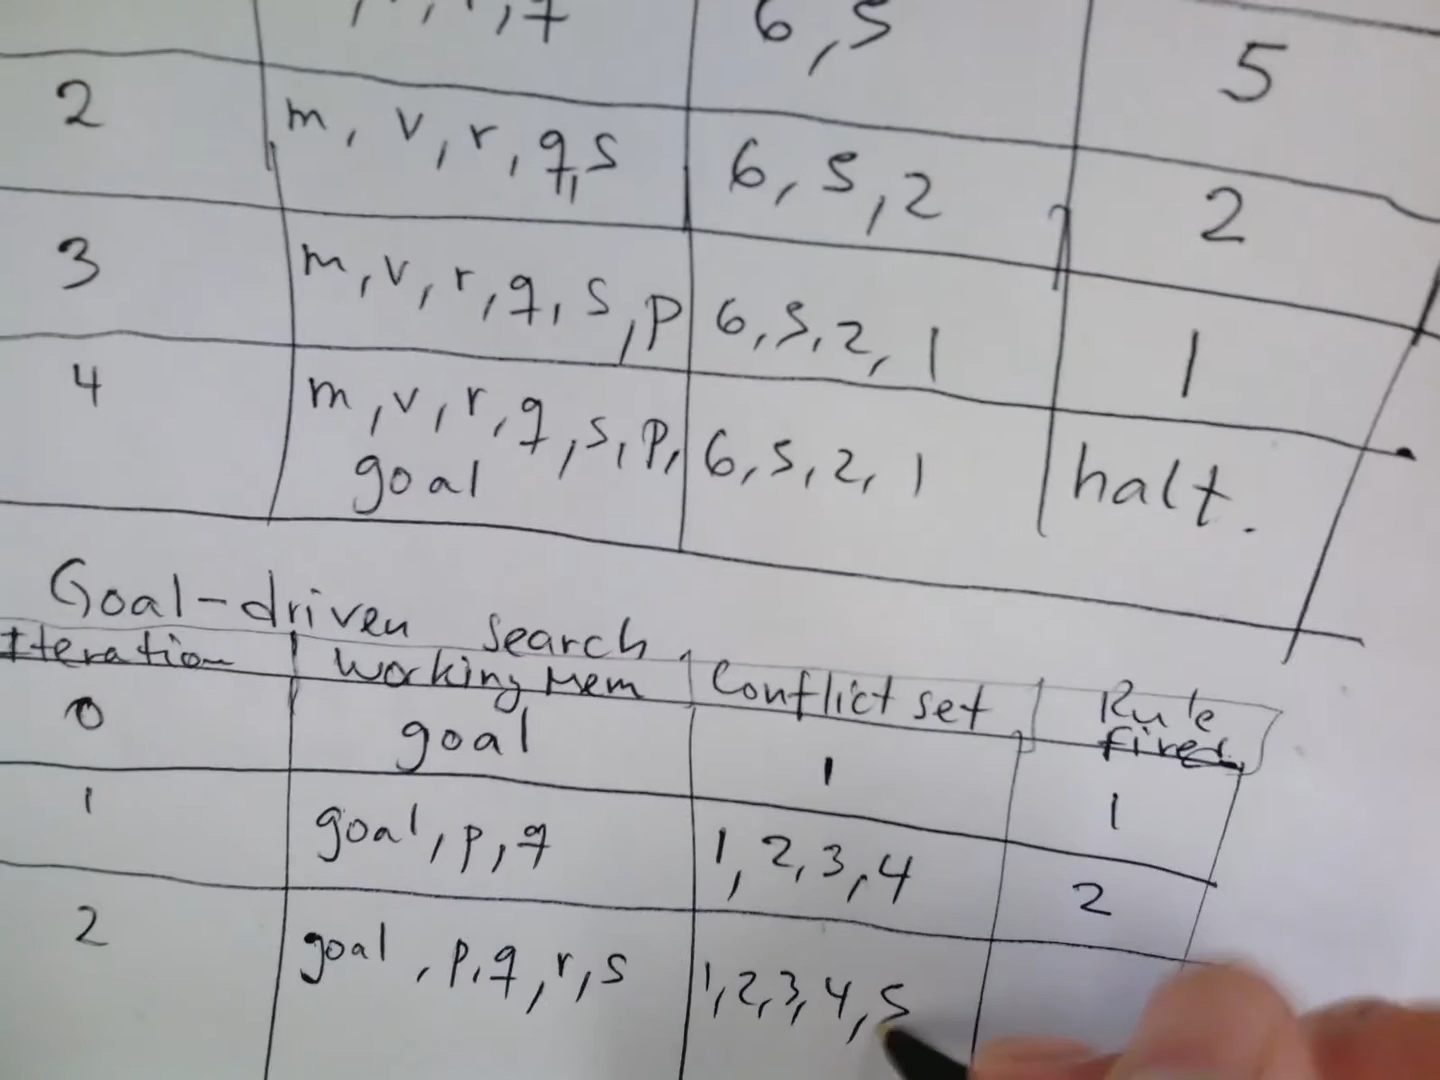 6, 5 5
2 m, v, r, q, s 6, 5, 2 2
3 m, v, r, q, s, p 6, 5, 2, 1 1
4 m, v, r, q, s, p, 6, 5, 2, 1 halt.
goal
Goal-driven search
Iteration Working Mem Conflict set Rule
fired
0 goal 1 1
1 goal, p, q 1, 2, 3, 4 2
2 goal, p, q, r, s 1, 2, 3, 4, 5